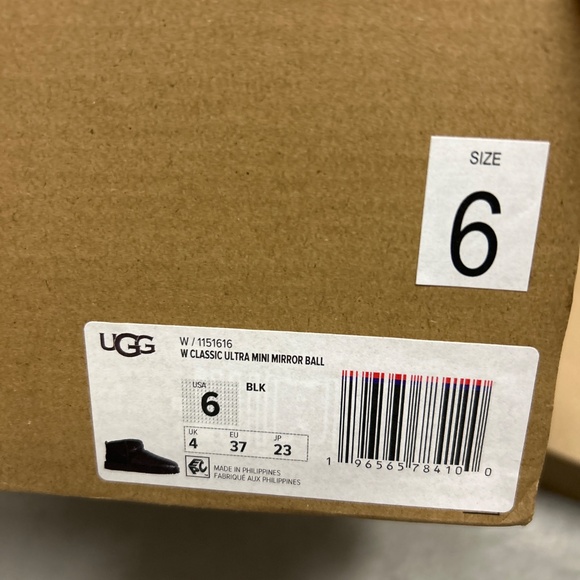 SIZE
6
UGG
W / 1151616
W CLASSIC ULTRA MINI MIRROR BALL
USA
6
BLK
UK EU JP
4 37 23
MADE IN PHILIPPINES
FABRIQUÉ AUX PHILIPPINES
1 96565 78410 0